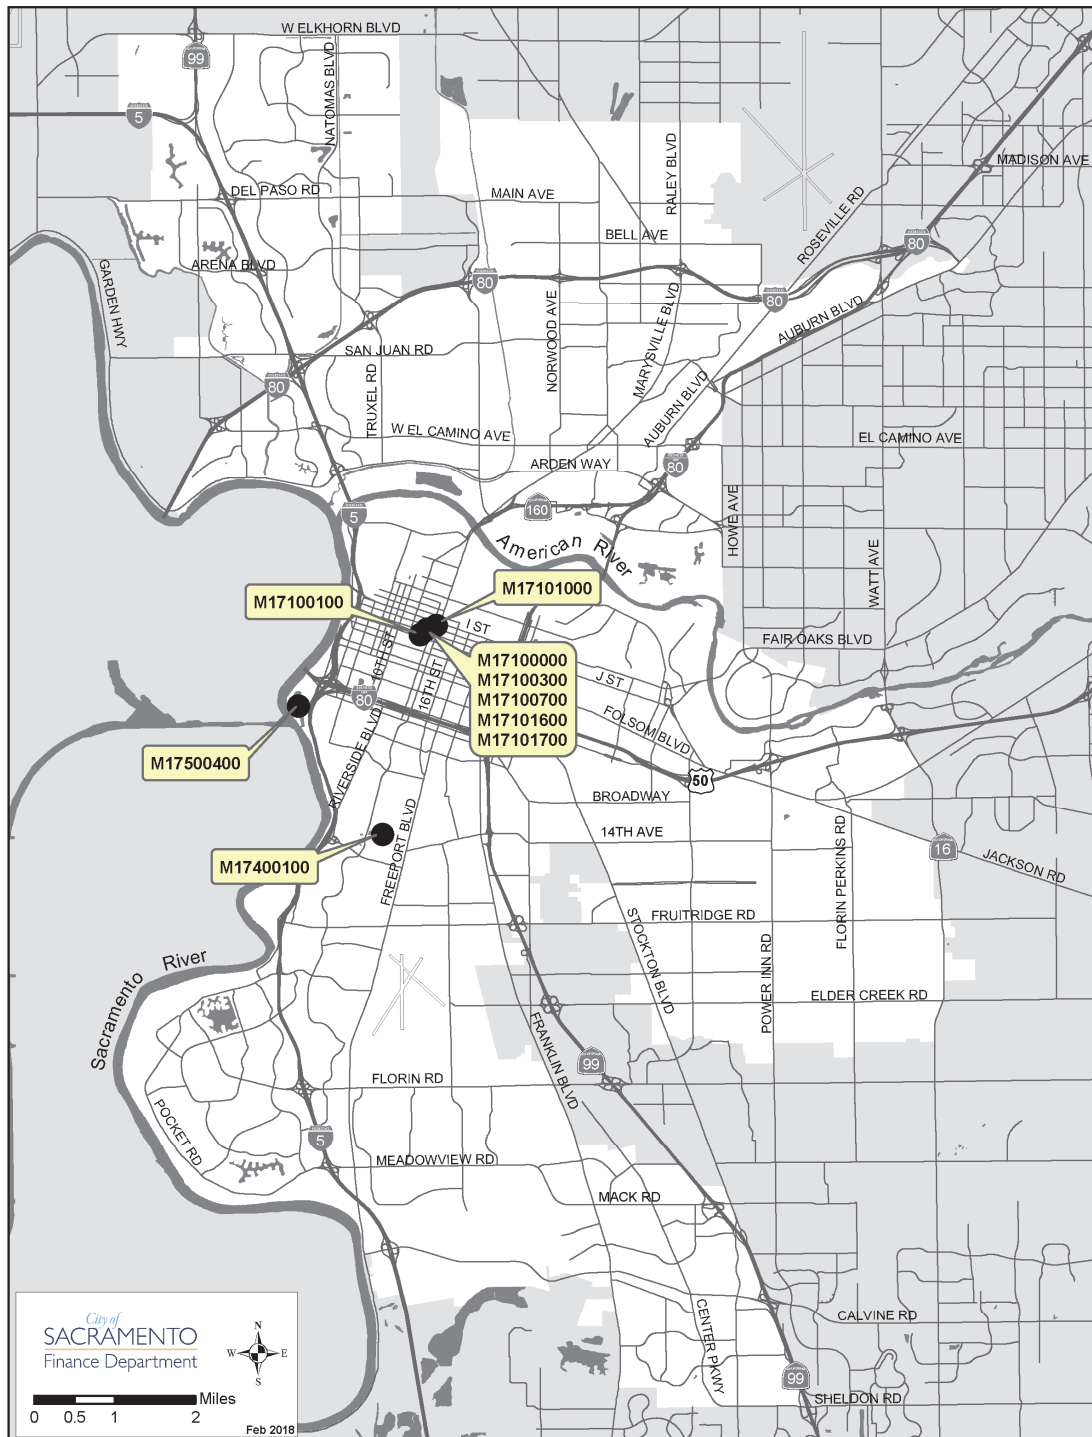 W ELKHORN BLVD
99
NATOMAS BLVD
5
RALEY BLVD
MADISON AVE
DEL PASO RD
MAIN AVE
ROSEVILLE RD
BELL AVE
80
ARENA BLVD
GARDEN HWY
80
80
NORWOOD AVE
MARYSVILLE BLVD
AUBURN BLVD
SAN JUAN RD
80
TRUXEL RD
AUBURN BLVD
W EL CAMINO AVE
EL CAMINO AVE
ARDEN WAY
80
HOWE AVE
160
5
American River
WATT AVE
M17100100
M17101000
I ST
FAIR OAKS BLVD
10TH ST
16TH ST
M17100000
M17100300
M17100700
M17101600
M17101700
J ST
80
FOLSOM BLVD
M17500400
RIVERSIDE BLVD
50
BROADWAY
14TH AVE
FREEPORT BLVD
FLORIN PERKINS RD
16
JACKSON RD
M17400100
FRUITRIDGE RD
STOCKTON BLVD
POWER INN RD
Sacramento River
ELDER CREEK RD
FRANKLIN BLVD
99
FLORIN RD
POCKET RD
5
MEADOWVIEW RD
MACK RD
CENTER PKWY
CALVINE RD
99
SHELDON RD
City of
SACRAMENTO
Finance Department
N
W E
S
Miles
0 0.5 1 2
Feb 2018